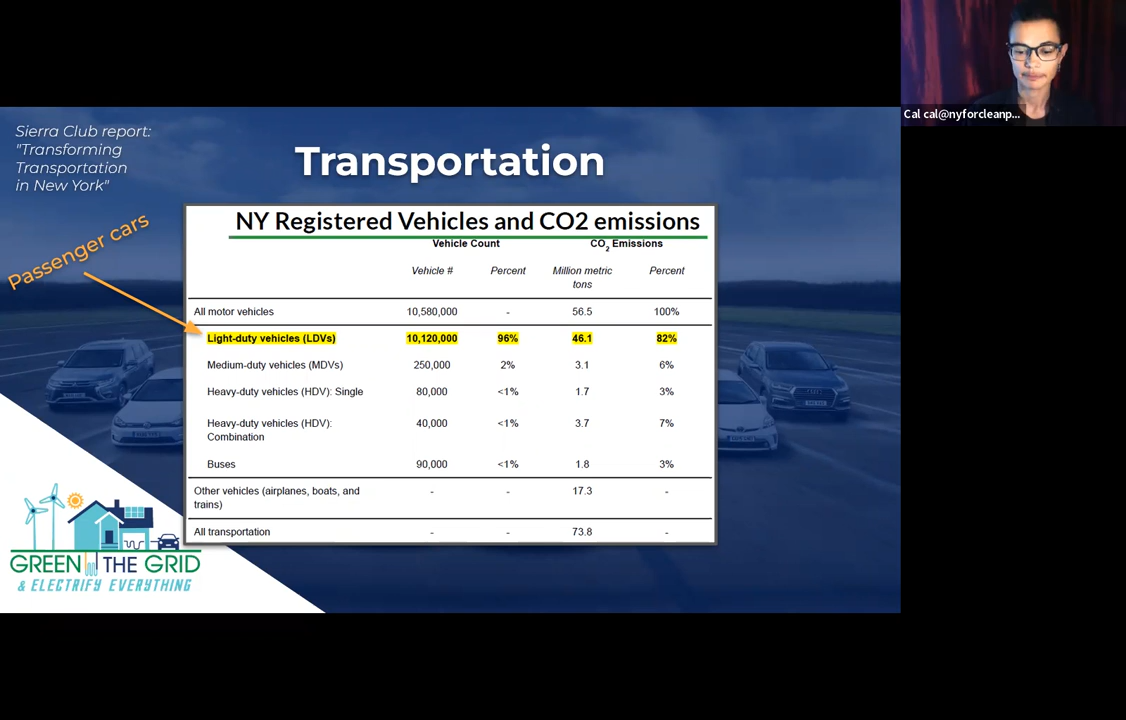 Cal cal@nyforcleanp...
Sierra Club report:
"Transforming
Transportation
in New York"
Transportation
Passenger cars
NY Registered Vehicles and CO2 emissions
Vehicle Count CO2 Emissions
Vehicle # Percent Million metric tons Percent
All motor vehicles 10,580,000 - 56.5 100%
Light-duty vehicles (LDVs) 10,120,000 96% 46.1 82%
Medium-duty vehicles (MDVs) 250,000 2% 3.1 6%
Heavy-duty vehicles (HDV): Single 80,000 <1% 1.7 3%
Heavy-duty vehicles (HDV): Combination 40,000 <1% 3.7 7%
Buses 90,000 <1% 1.8 3%
Other vehicles (airplanes, boats, and trains) - - 17.3 -
All transportation - - 73.8 -
GREEN THE GRID
& ELECTRIFY EVERYTHING